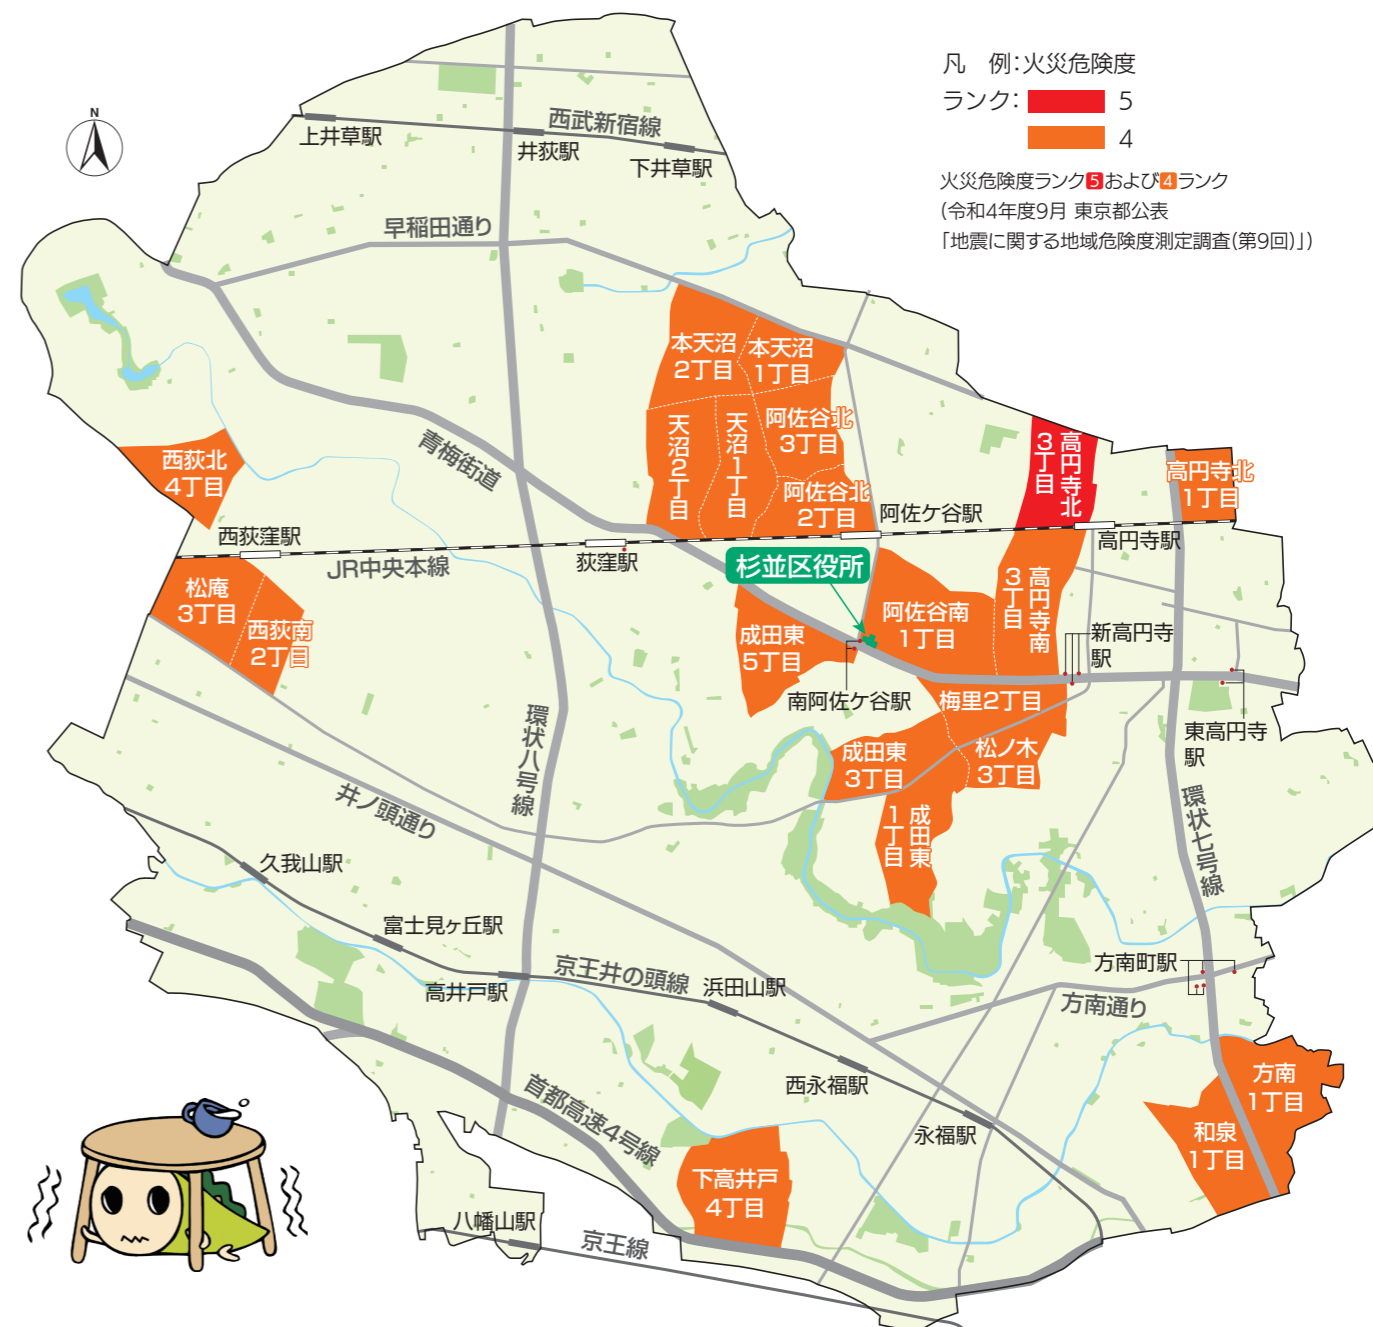 凡　例：火災危険度
ランク： 5
4
火災危険度ランク5および4ランク
(令和4年度9月 東京都公表
「地震に関する地域危険度測定調査(第9回)」)
N
西武新宿線
上井草駅
井荻駅
下井草駅
早稲田通り
本天沼
2丁目
本天沼
1丁目
天沼2丁目
天沼1丁目
阿佐谷北
3丁目
阿佐谷北
2丁目
青梅街道
高円寺北
3丁目
高円寺北
1丁目
西荻北
4丁目
西荻窪駅
JR中央本線
荻窪駅
阿佐ケ谷駅
高円寺駅
杉並区役所
松庵
3丁目
西荻南
2丁目
成田東
5丁目
阿佐谷南
1丁目
高円寺南
3丁目
新高円寺
駅
南阿佐ケ谷駅
梅里2丁目
東高円寺
駅
成田東
3丁目
松ノ木
3丁目
成田東
1丁目
環状八号線
井ノ頭通り
環状七号線
久我山駅
富士見ヶ丘駅
高井戸駅
京王井の頭線
浜田山駅
方南町駅
方南通り
西永福駅
永福駅
首都高速4号線
方南
1丁目
和泉
1丁目
下高井戸
4丁目
八幡山駅
京王線